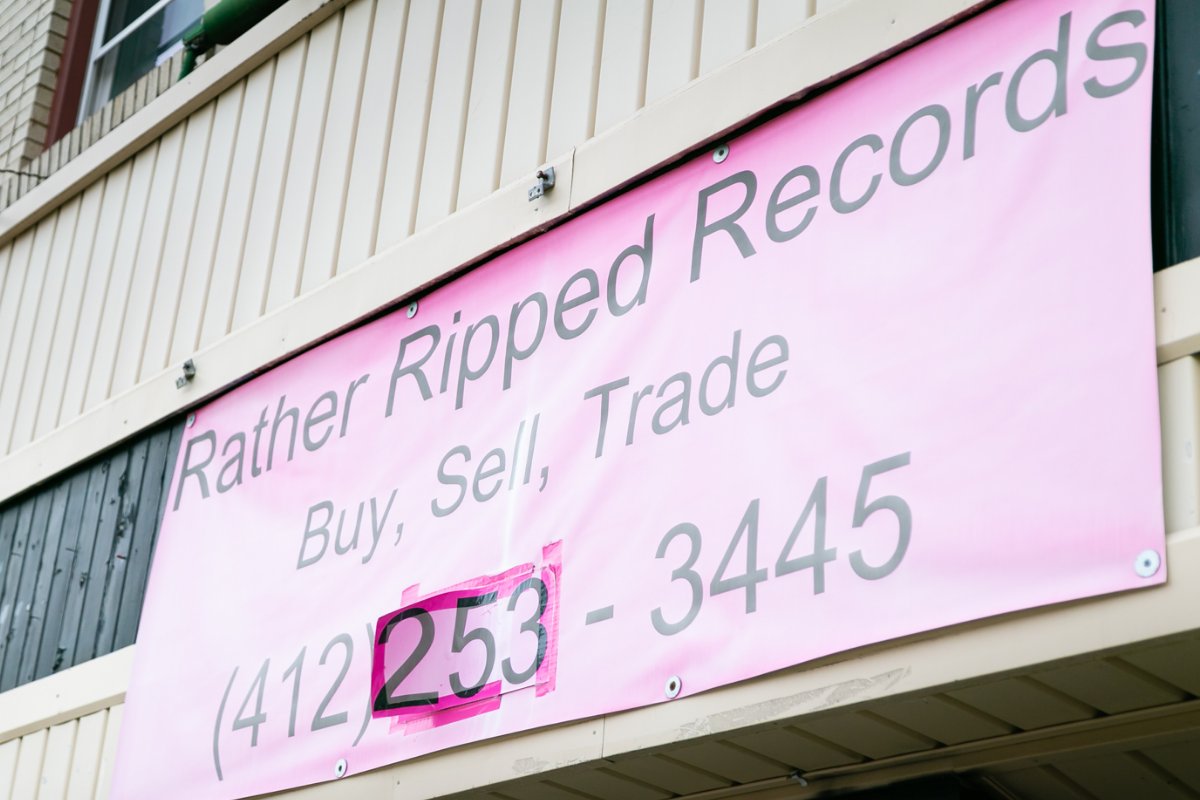 Rather Ripped Records
Buy, Sell, Trade
(412) 253 - 3445